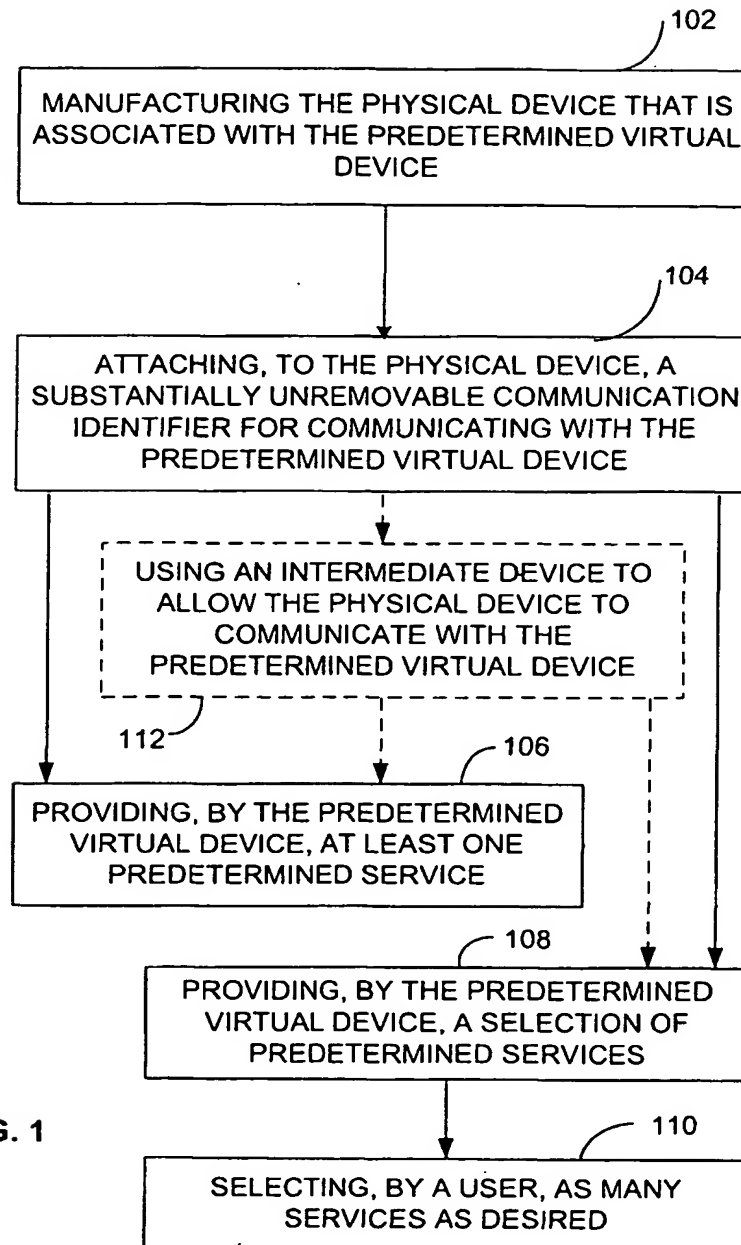 102
MANUFACTURING THE PHYSICAL DEVICE THAT IS
ASSOCIATED WITH THE PREDETERMINED VIRTUAL
DEVICE
104
ATTACHING, TO THE PHYSICAL DEVICE, A
SUBSTANTIALLY UNREMOVABLE COMMUNICATION
IDENTIFIER FOR COMMUNICATING WITH THE
PREDETERMINED VIRTUAL DEVICE
USING AN INTERMEDIATE DEVICE TO
ALLOW THE PHYSICAL DEVICE TO
COMMUNICATE WITH THE
PREDETERMINED VIRTUAL DEVICE
112
106
PROVIDING, BY THE PREDETERMINED
VIRTUAL DEVICE, AT LEAST ONE
PREDETERMINED SERVICE
108
PROVIDING, BY THE PREDETERMINED
VIRTUAL DEVICE, A SELECTION OF
PREDETERMINED SERVICES
G. 1
110
SELECTING, BY A USER, AS MANY
SERVICES AS DESIRED